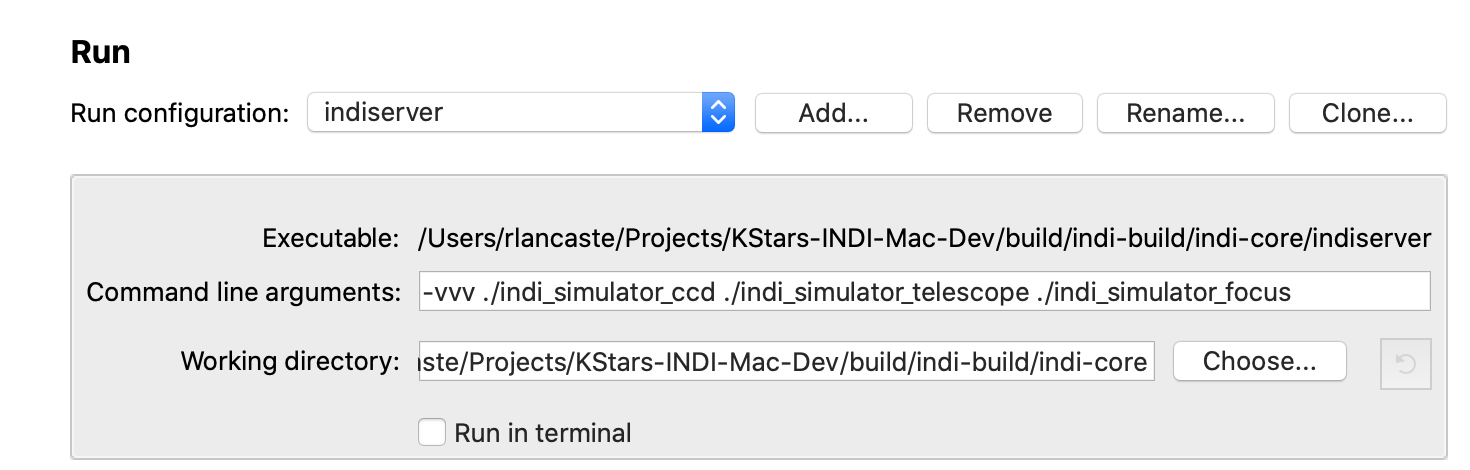 Run
Run configuration: indiserver Add... Remove Rename... Clone...
Executable: /Users/rlancaste/Projects/KStars-INDI-Mac-Dev/build/indi-build/indi-core/indiserver
Command line arguments: -vvv ./indi_simulator_ccd ./indi_simulator_telescope ./indi_simulator_focus
Working directory: aste/Projects/KStars-INDI-Mac-Dev/build/indi-build/indi-core Choose...
Run in terminal